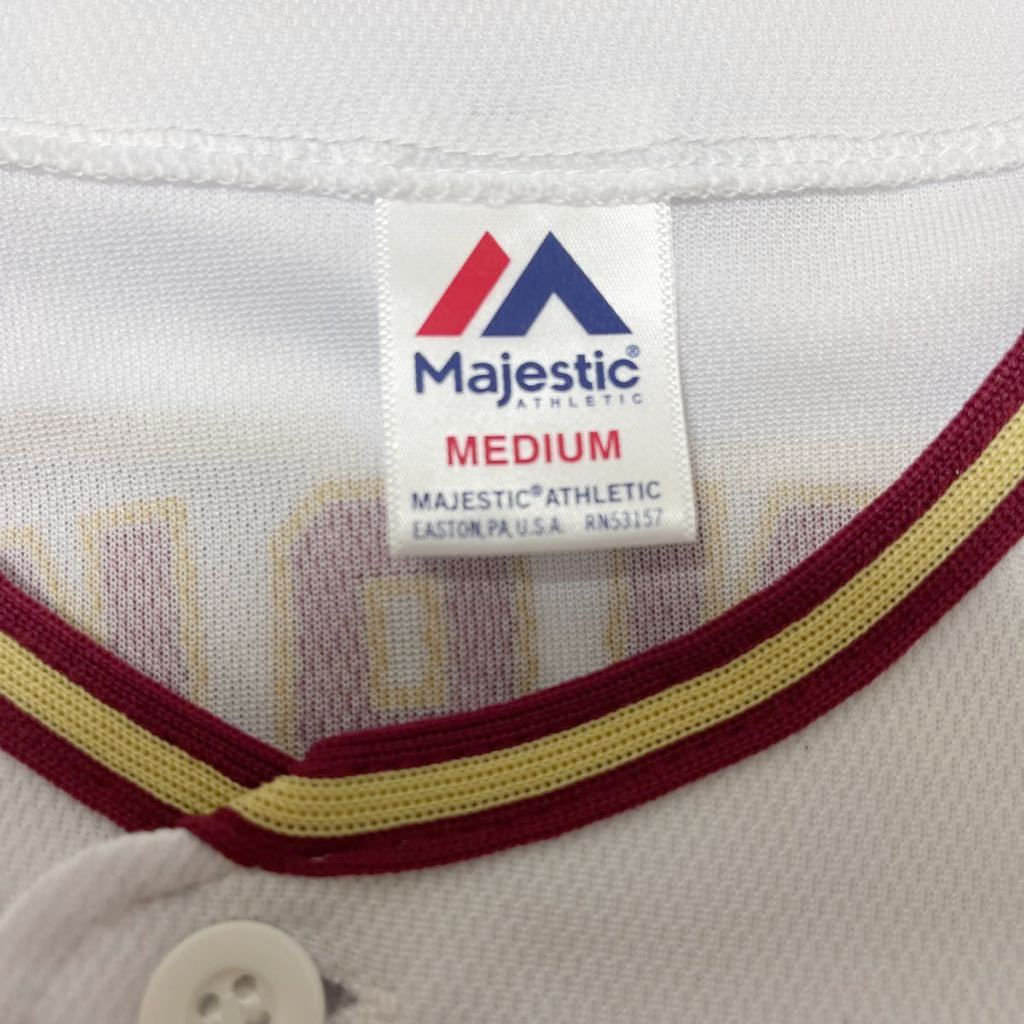 Majestic®
ATHLETIC
MEDIUM
MAJESTIC® ATHLETIC
EASTON, PA, U.S.A. RN53157